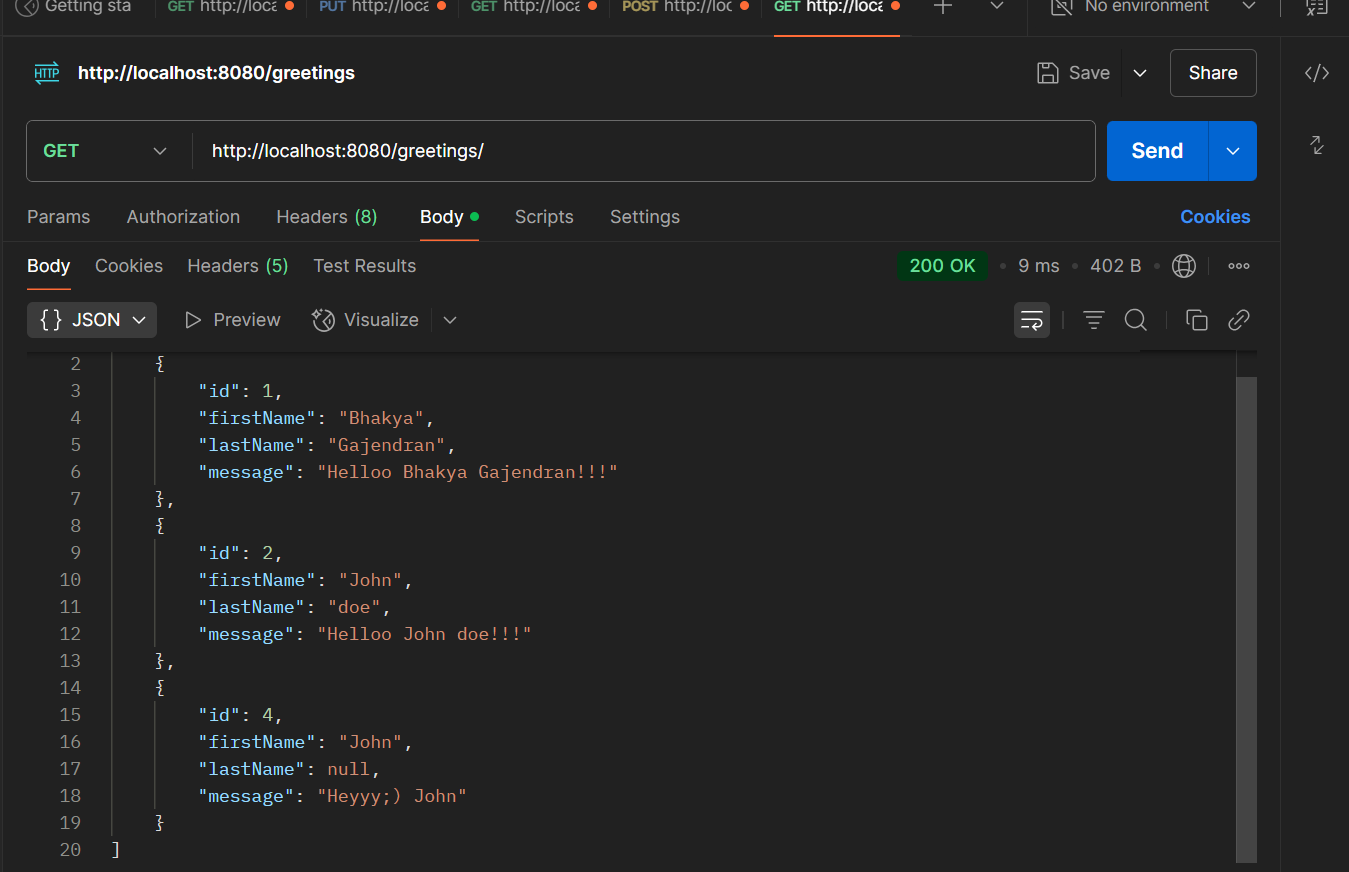 Getting sta GET http://loca PUT http://loca GET http://loca POST http://loc GET http://loca No environment
HTTP http://localhost:8080/greetings Save Share
GET http://localhost:8080/greetings/ Send
Params Authorization Headers (8) Body Scripts Settings Cookies
Body Cookies Headers (5) Test Results 200 OK 9 ms 402 B
{} JSON Preview Visualize
2 {
3 "id": 1,
4 "firstName": "Bhakya",
5 "lastName": "Gajendran",
6 "message": "Helloo Bhakya Gajendran!!!"
7 },
8 {
9 "id": 2,
10 "firstName": "John",
11 "lastName": "doe",
12 "message": "Helloo John doe!!!"
13 },
14 {
15 "id": 4,
16 "firstName": "John",
17 "lastName": null,
18 "message": "Heyyy;) John"
19 }
20 ]